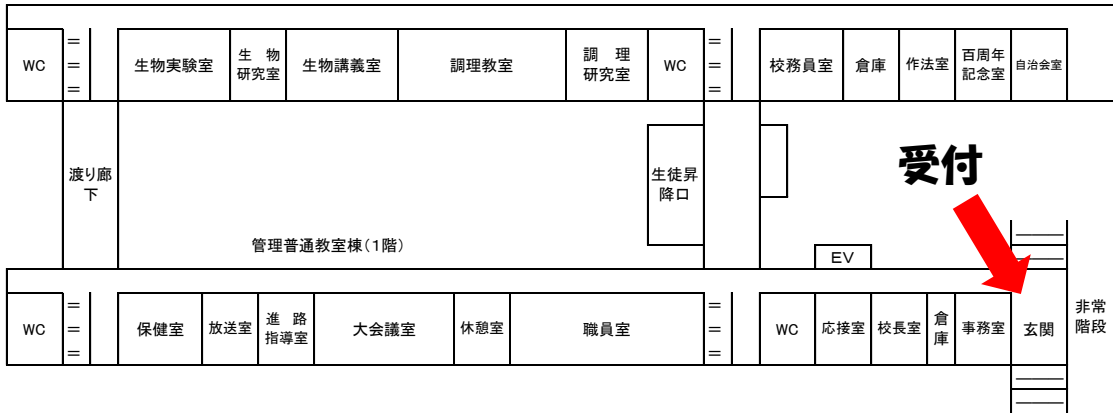 WC
生物実験室
生 物
研究室
生物講義室
調理教室
調 理
研究室
WC
校務員室
倉庫
作法室
百周年
記念室
自治会室
渡り廊
下
生徒昇
降口
受付
管理普通教室棟(1階)
EV
WC
保健室
放送室
進 路
指導室
大会議室
休憩室
職員室
WC
応接室
校長室
倉
庫
事務室
玄関
非常
階段